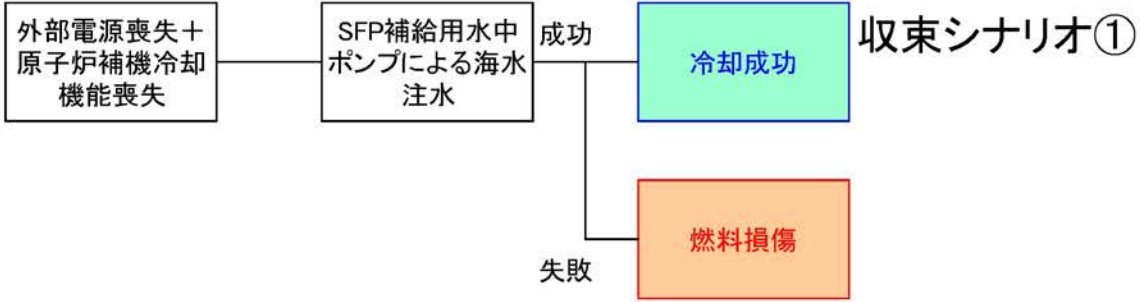 外部電源喪失＋
原子炉補機冷却
機能喪失
SFP補給用水中
ポンプによる海水
注水
成功
冷却成功
収束シナリオ①
燃料損傷
失敗